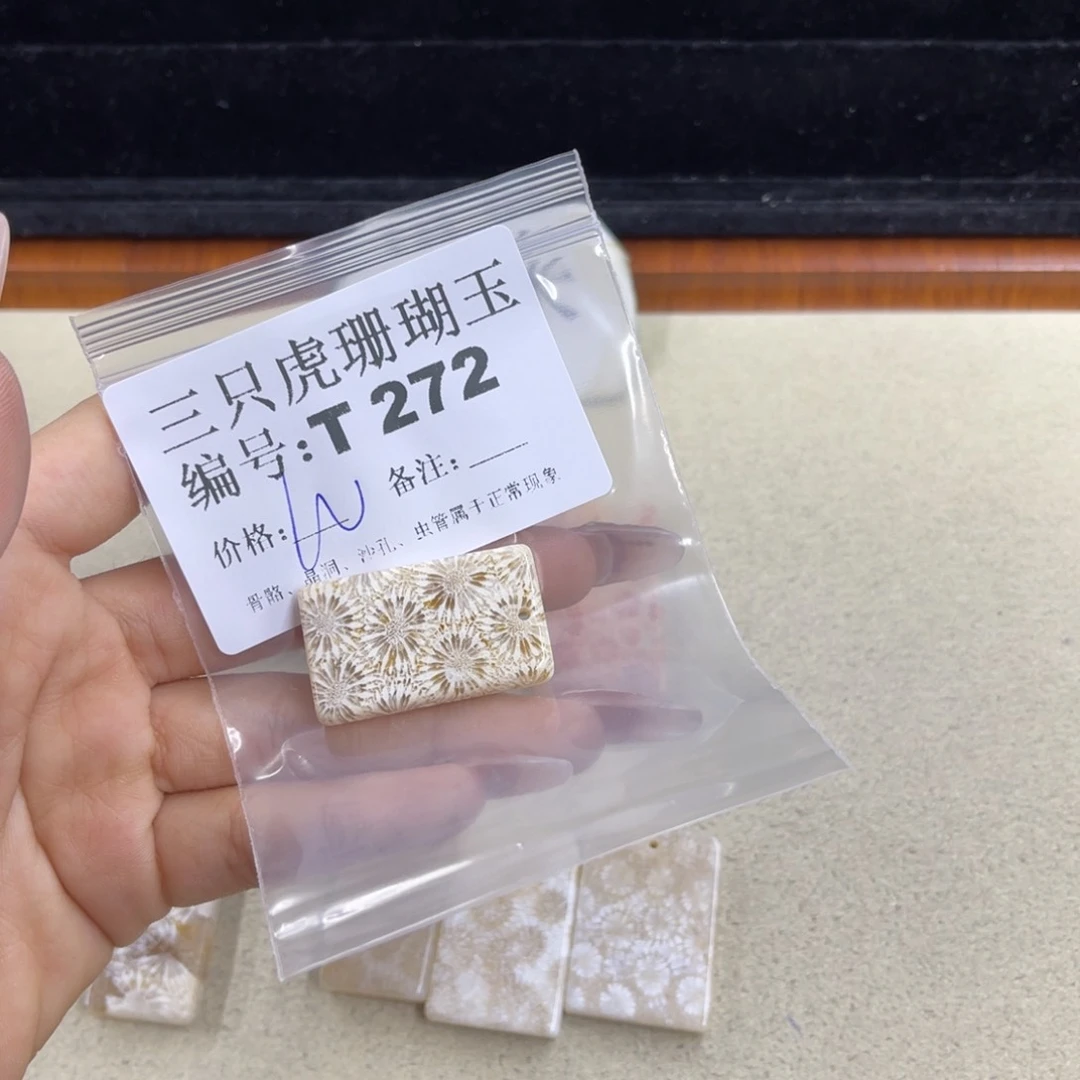 三只虎珊瑚玉
编号:T 272
价格:
备注:
骨骼、晶洞、沙孔、虫管属于正常现象